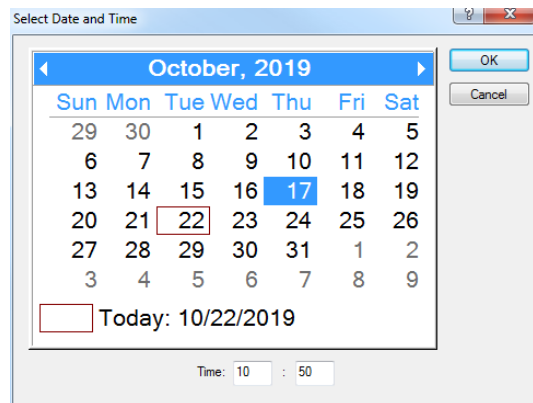 Select Date and Time
? X
October, 2019
OK
Cancel
Sun Mon Tue Wed Thu Fri Sat
29 30 1 2 3 4 5
6 7 8 9 10 11 12
13 14 15 16 17 18 19
20 21 22 23 24 25 26
27 28 29 30 31 1 2
3 4 5 6 7 8 9
Today: 10/22/2019
Time: 10 : 50